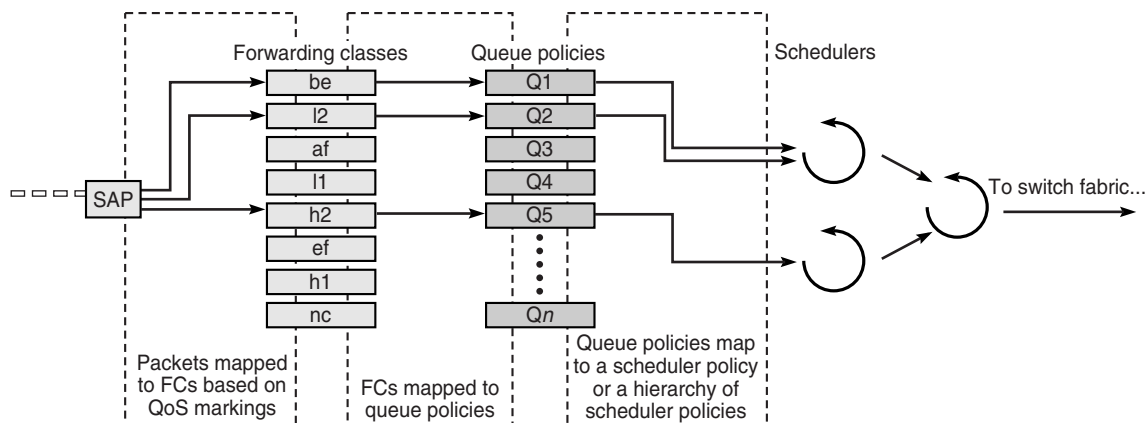 Forwarding classes
Queue policies
Schedulers
be
Q1
l2
Q2
af
Q3
l1
Q4
SAP
h2
Q5
To switch fabric...
ef
h1
nc
Qn
Packets mapped
to FCs based on
QoS markings
FCs mapped to
queue policies
Queue policies map
to a scheduler policy
or a hierarchy of
scheduler policies